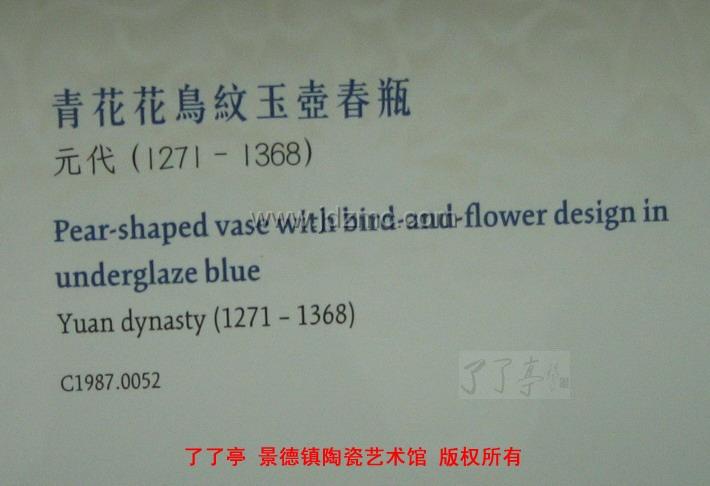 青花花鳥紋玉壺春瓶
元代 (1271 – 1368)
Pear-shaped vase with bird-and-flower design in
underglaze blue
Yuan dynasty (1271 – 1368)
C1987.0052
了了亭
了了亭 景德镇陶瓷艺术馆 版权所有